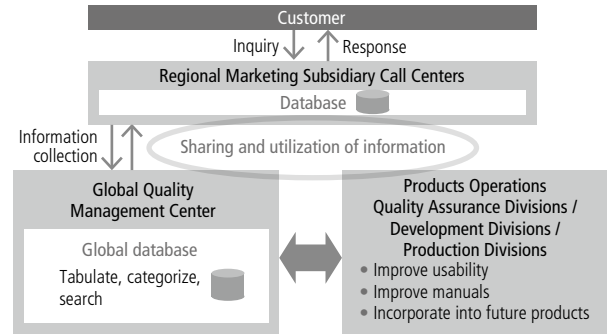 Customer
Inquiry
Response
Regional Marketing Subsidiary Call Centers
Database
Information
collection
Sharing and utilization of information
Global Quality
Management Center
Global database
Tabulate, categorize,
search
Products Operations
Quality Assurance Divisions /
Development Divisions /
Production Divisions
• Improve usability
• Improve manuals
• Incorporate into future products